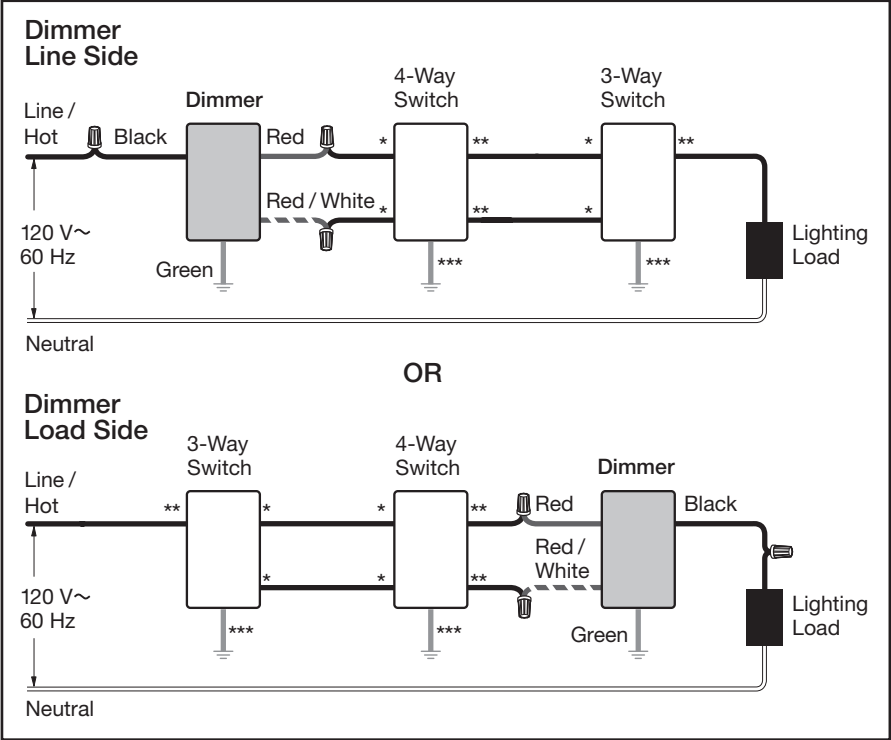 Dimmer
Line Side
Line /
Hot
Black
Dimmer
Red
Red / White
4-Way
Switch
3-Way
Switch
*
**
*
**
*
**
*
120 V~
60 Hz
Green
***
***
Lighting
Load
Neutral
OR
Dimmer
Load Side
Line /
Hot
3-Way
Switch
4-Way
Switch
Dimmer
**
*
*
**
Red
Black
*
*
**
Red /
White
120 V~
60 Hz
***
***
Green
Lighting
Load
Neutral